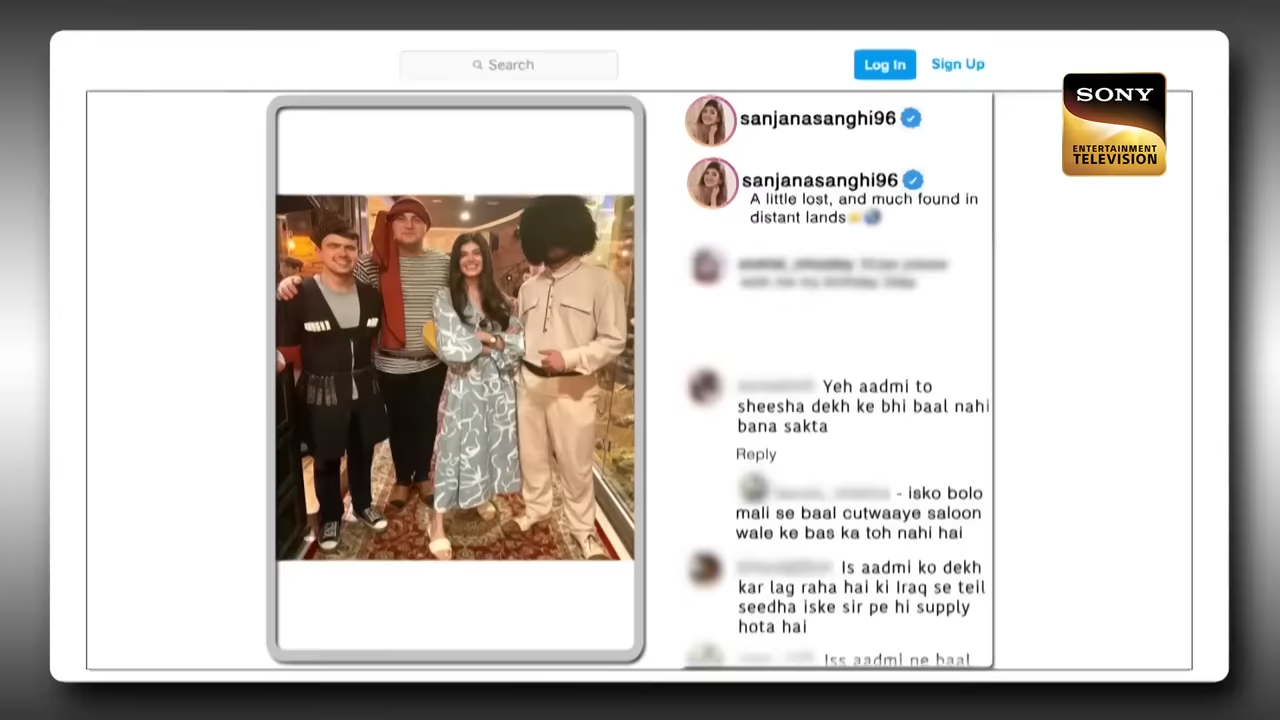 Search
Log In
Sign Up
SONY
ENTERTAINMENT
TELEVISION
sanjanasanghi96
sanjanasanghi96
A little lost, and much found in
distant lands
Yeh aadmi to
sheesha dekh ke bhi baal nahi
bana sakta
Reply
- isko bolo
mali se baal cutwaaye saloon
wale ke bas ka toh nahi hai
Is aadmi ko dekh
kar lag raha hai ki Iraq se teil
seedha iske sir pe hi supply
hota hai
Iss aadmi ne baal